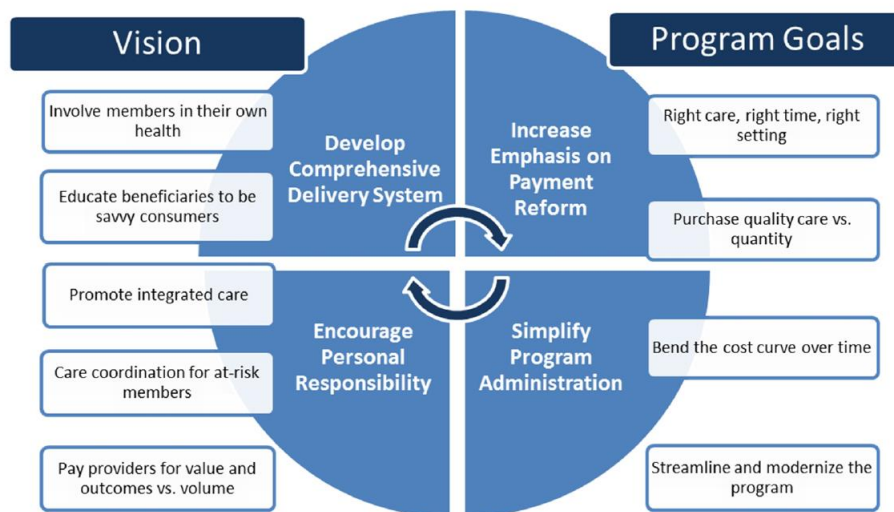 Vision
Involve members in their own
health
Educate beneficiaries to be
savvy consumers
Promote integrated care
Care coordination for at-risk
members
Pay providers for value and
outcomes vs. volume
Develop
Comprehensive
Delivery System
Increase
Emphasis on
Payment
Reform
Encourage
Personal
Responsibility
Simplify
Program
Administration
Program Goals
Right care, right time, right
setting
Purchase quality care vs.
quantity
Bend the cost curve over time
Streamline and modernize the
program